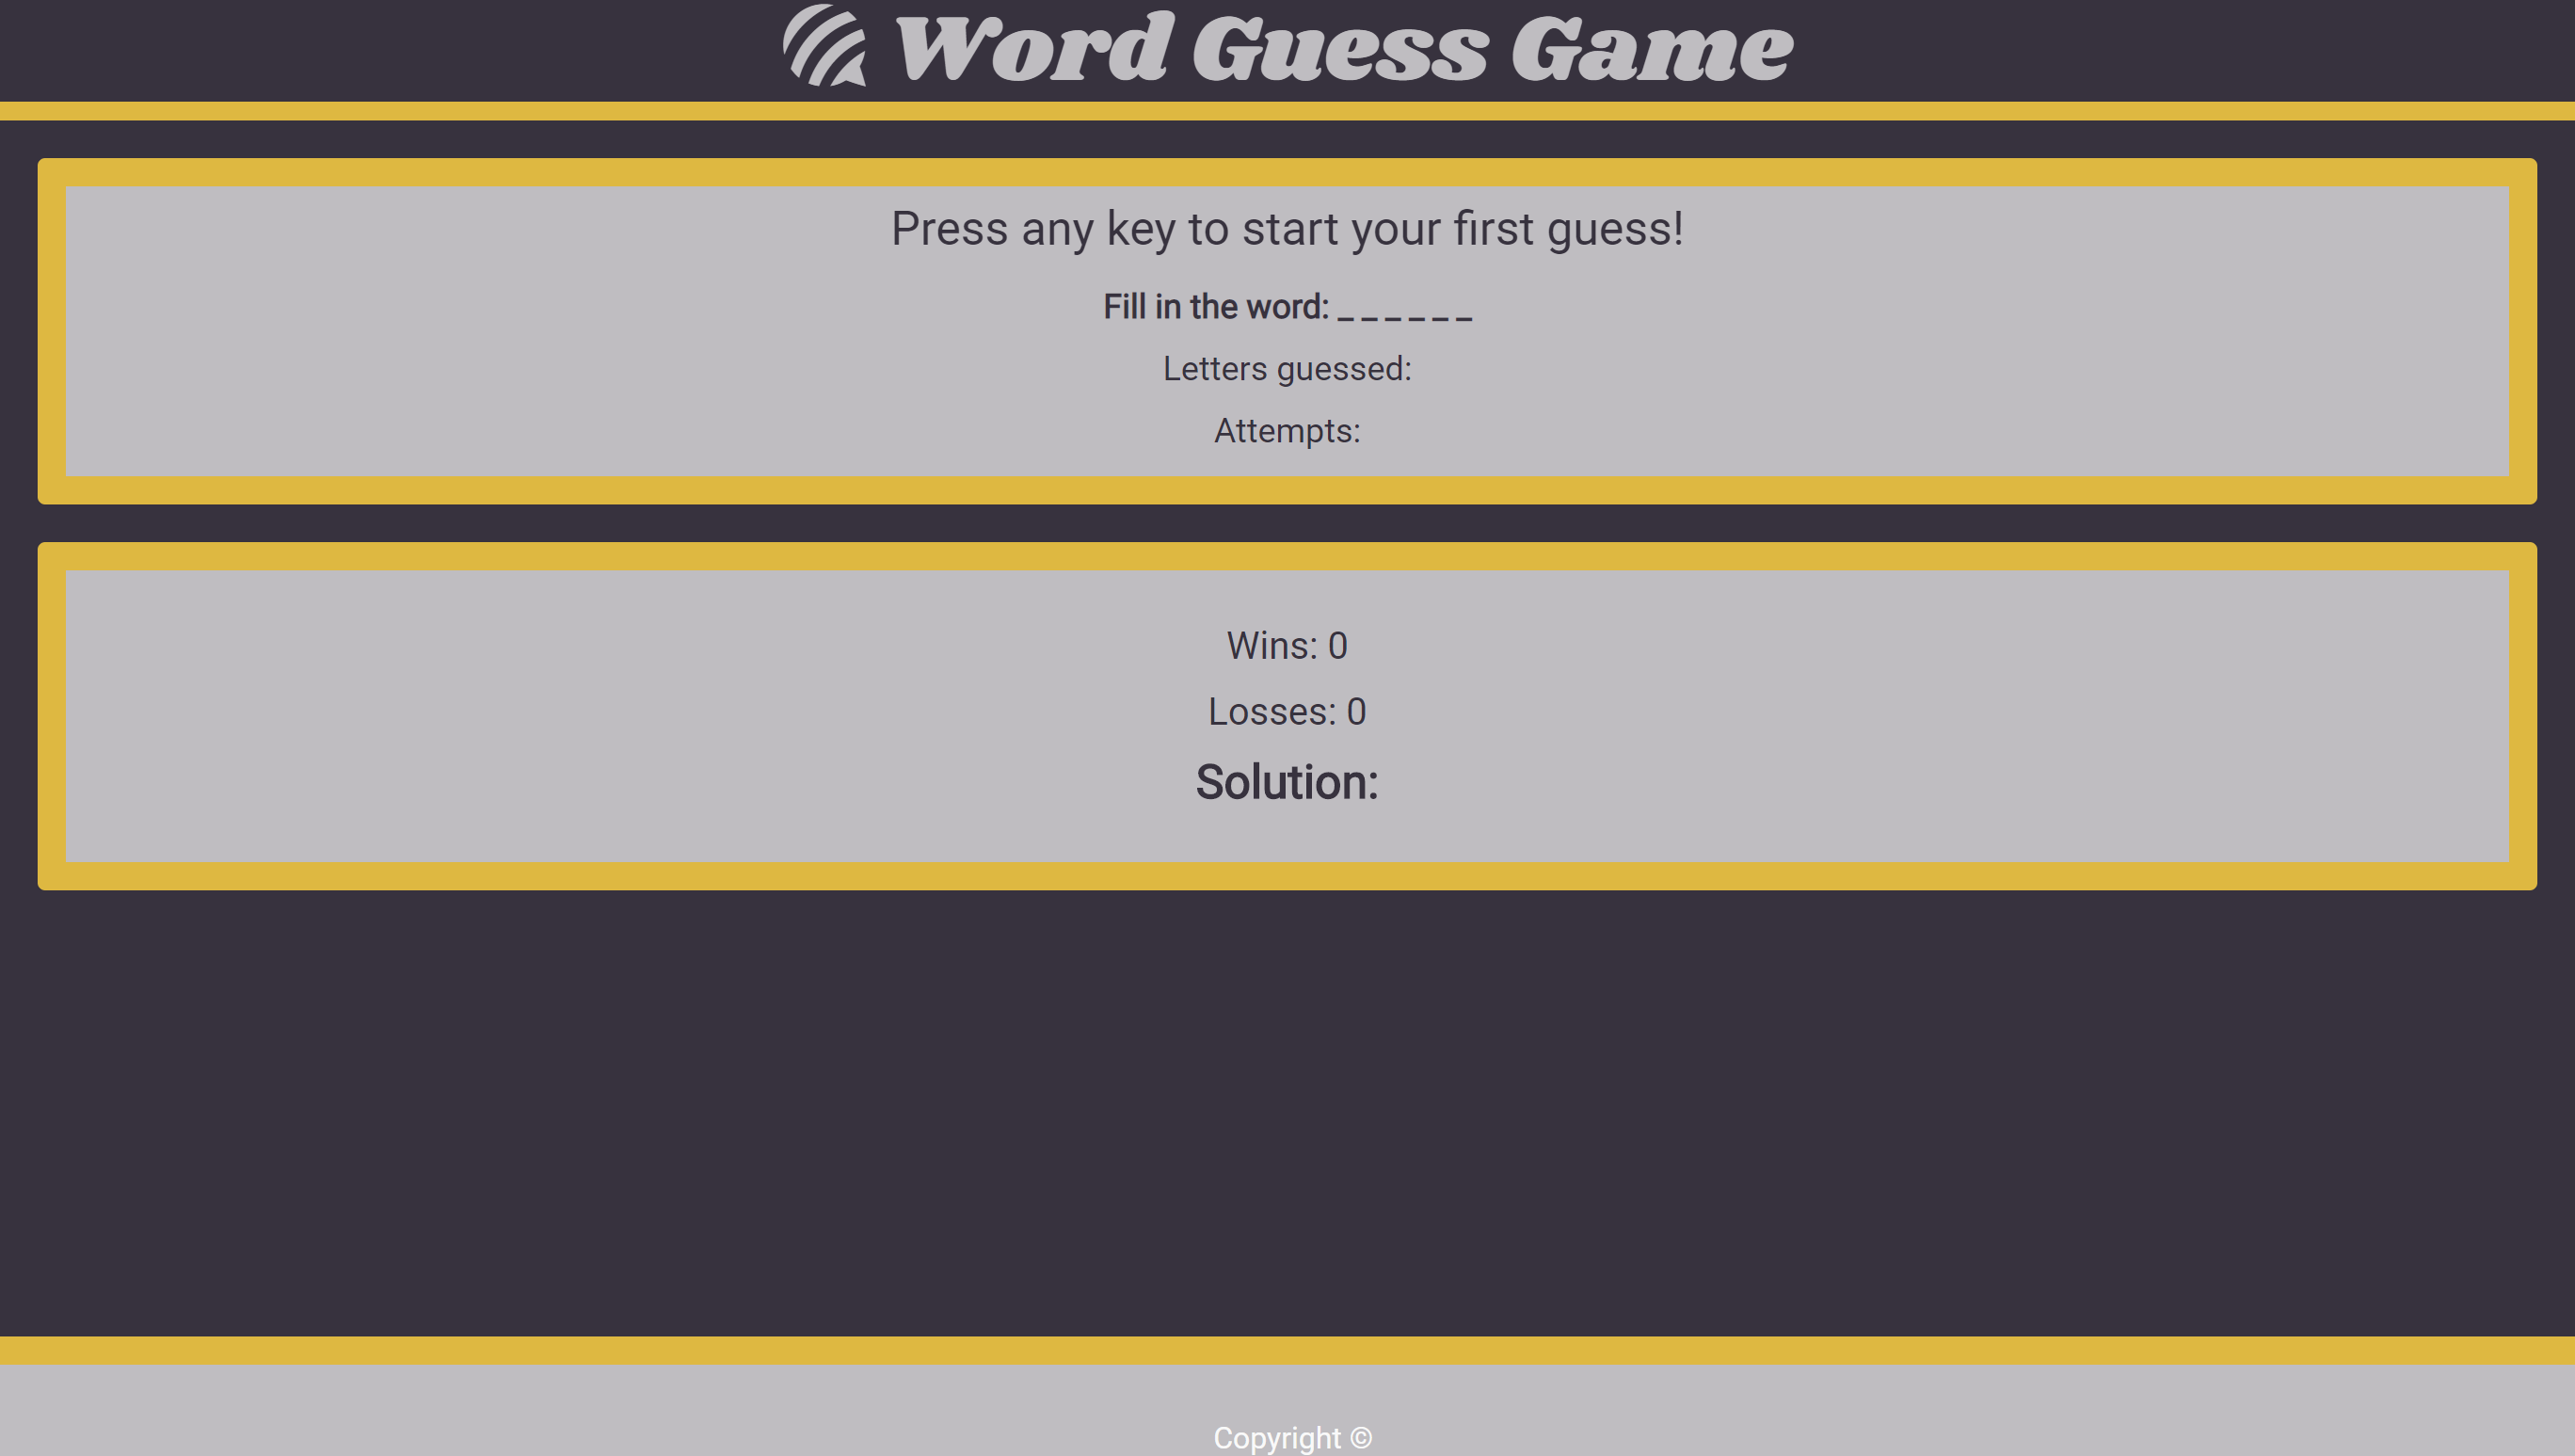 Word Guess Game
Press any key to start your first guess!
Fill in the word: _ _ _ _ _ _
Letters guessed:
Attempts:
Wins: 0
Losses: 0
Solution:
Copyright ©